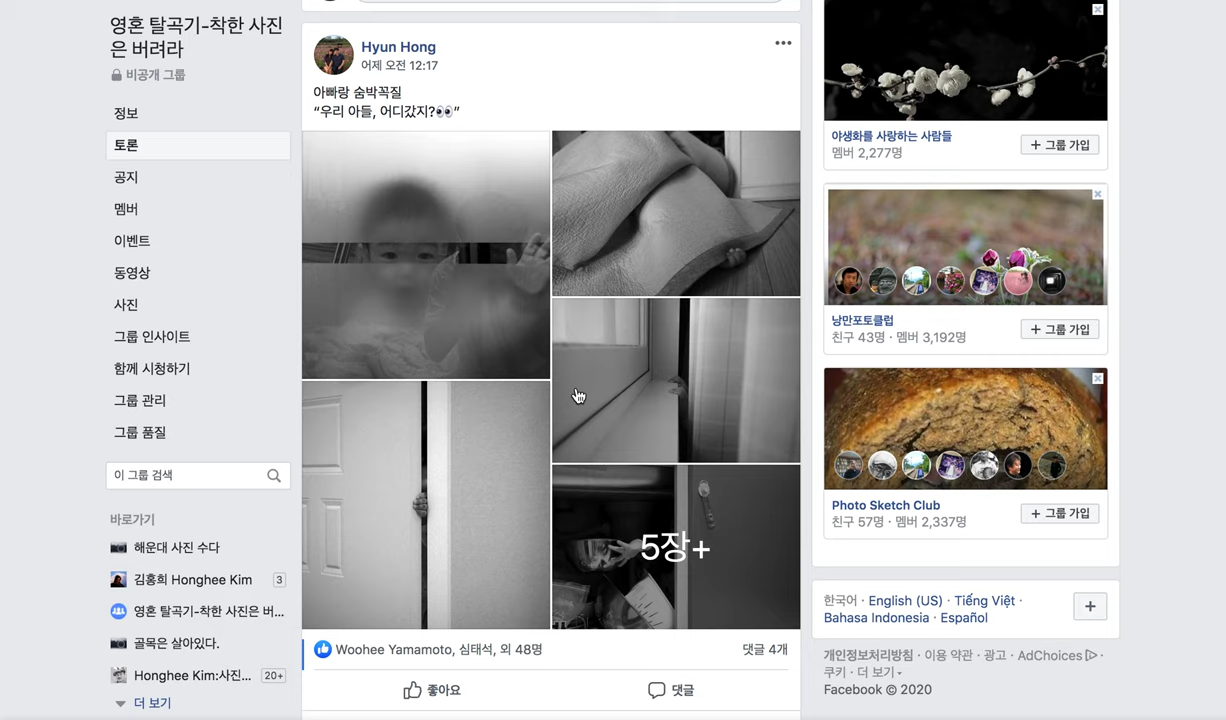 영혼 탈곡기-착한 사진
은 버려라
비공개 그룹
정보
토론
공지
멤버
이벤트
동영상
사진
그룹 인사이트
함께 시청하기
그룹 관리
그룹 품질
이 그룹 검색
바로가기
해운대 사진 수다
김홍희 Honghee Kim 3
영혼 탈곡기-착한 사진은 버...
골목은 살아있다.
Honghee Kim:사진... 20+
더 보기
Hyun Hong
어제 오전 12:17
아빠랑 숨박꼭질
“우리 아들, 어디갔지?👀”
5장+
Woohee Yamamoto, 심태석, 외 48명
댓글 4개
좋아요
댓글
야생화를 사랑하는 사람들
멤버 2,277명
+ 그룹 가입
낭만포토클럽
친구 43명 · 멤버 3,192명
+ 그룹 가입
Photo Sketch Club
친구 57명 · 멤버 2,337명
+ 그룹 가입
한국어 · English (US) · Tiếng Việt ·
Bahasa Indonesia · Español
+
개인정보처리방침 · 이용 약관 · 광고 · AdChoices ·
쿠키 · 더 보기
Facebook © 2020